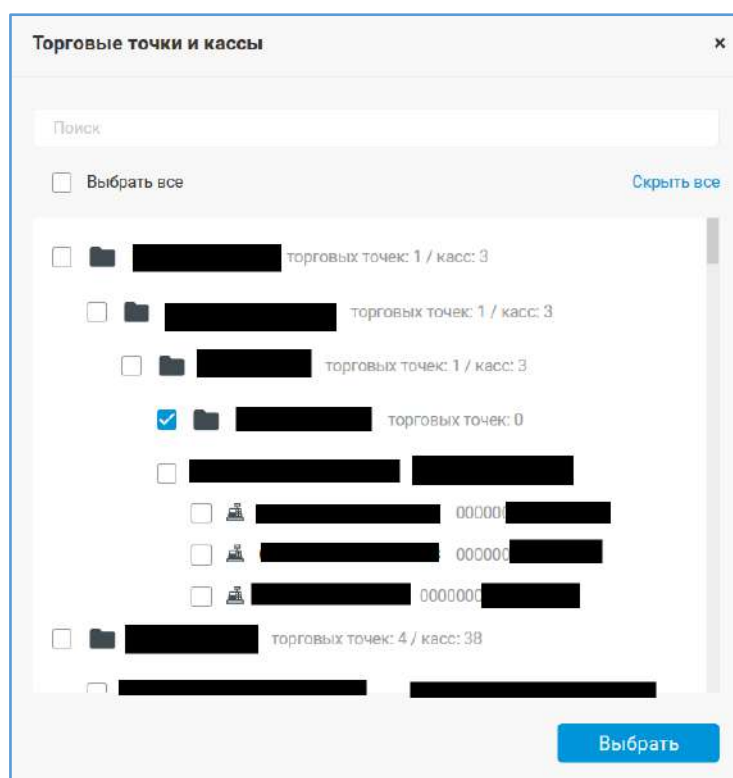 Торговые точки и кассы ×
Поиск
Выбрать все Скрыть все
торговых точек: 1 / касс: 3
торговых точек: 1 / касс: 3
торговых точек: 1 / касс: 3
торговых точек: 0
000000
000000
0000000
торговых точек: 4 / касс: 38
Выбрать